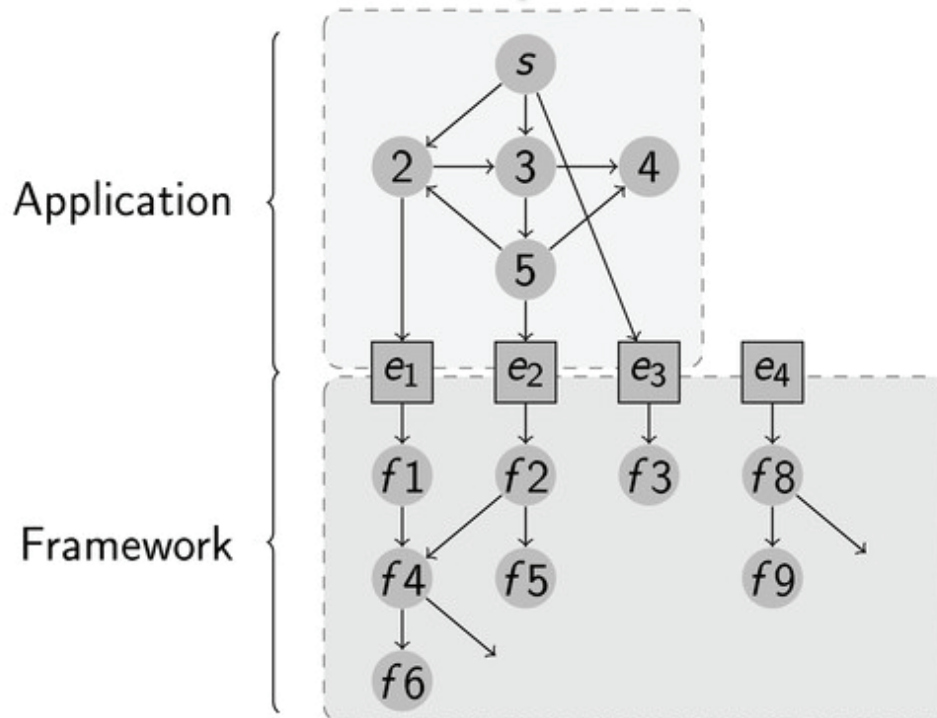 s
2 3 4
Application
5
e1 e2 e3 e4
f1 f2 f3 f8
Framework
f4 f5 f9
f6